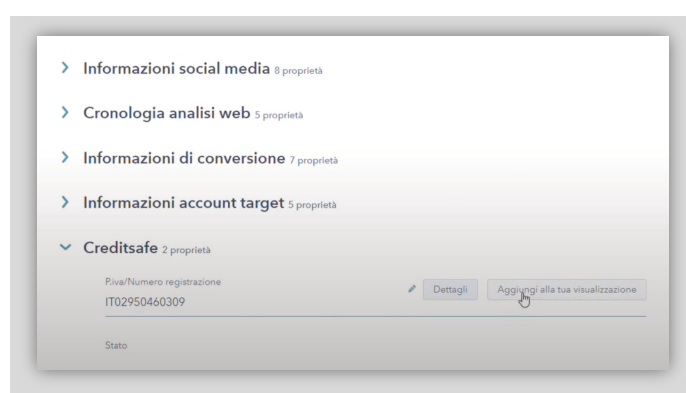 Informazioni social media 8 proprietà
Cronologia analisi web 5 proprietà
Informazioni di conversione 7 proprietà
Informazioni account target 5 proprietà
Creditsafe 2 proprietà
P.iva/Numero registrazione
IT02950460309
Dettagli
Aggiungi alla tua visualizzazione
Stato